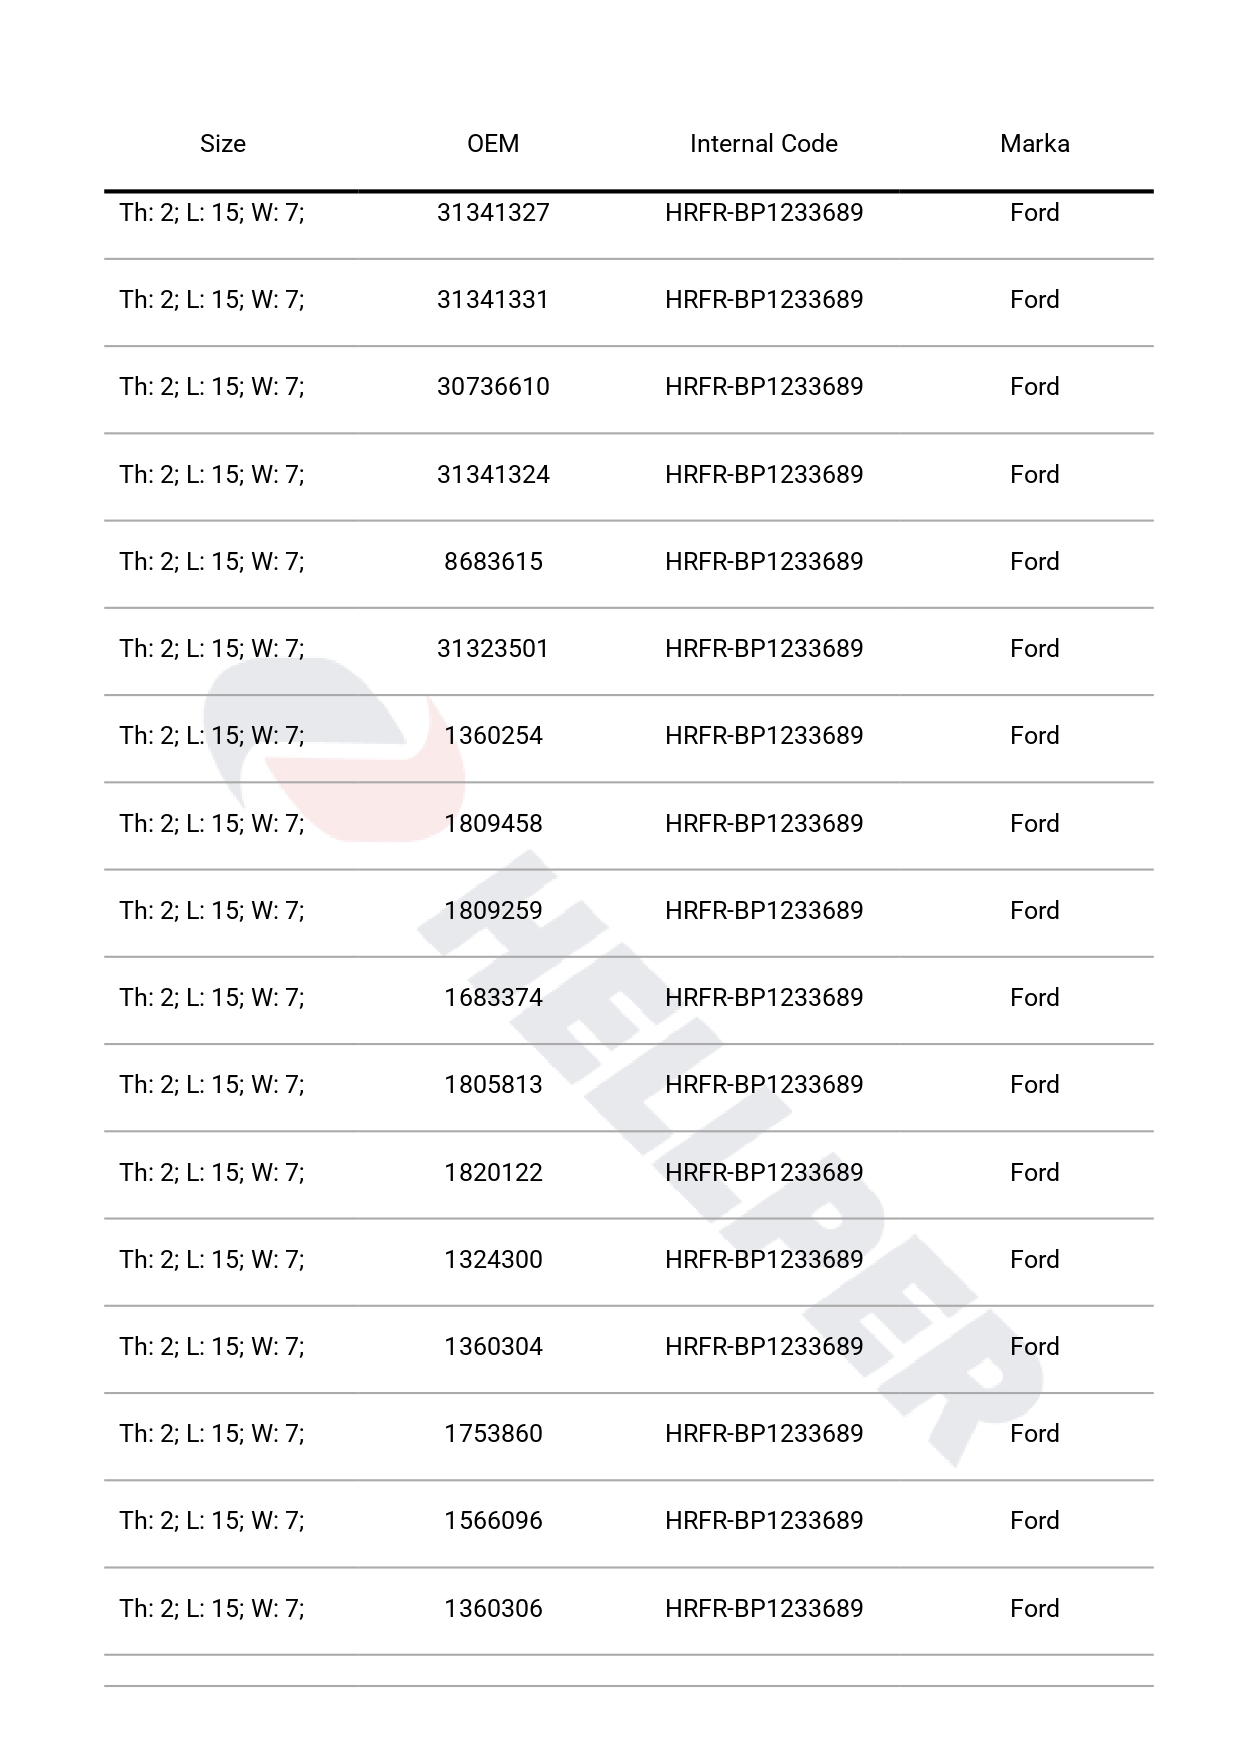 Size OEM Internal Code Marka
Th: 2; L: 15; W: 7; 31341327 HRFR-BP1233689 Ford
Th: 2; L: 15; W: 7; 31341331 HRFR-BP1233689 Ford
Th: 2; L: 15; W: 7; 30736610 HRFR-BP1233689 Ford
Th: 2; L: 15; W: 7; 31341324 HRFR-BP1233689 Ford
Th: 2; L: 15; W: 7; 8683615 HRFR-BP1233689 Ford
Th: 2; L: 15; W: 7; 31323501 HRFR-BP1233689 Ford
Th: 2; L: 15; W: 7; 1360254 HRFR-BP1233689 Ford
Th: 2; L: 15; W: 7; 1809458 HRFR-BP1233689 Ford
Th: 2; L: 15; W: 7; 1809259 HRFR-BP1233689 Ford
Th: 2; L: 15; W: 7; 1683374 HRFR-BP1233689 Ford
Th: 2; L: 15; W: 7; 1805813 HRFR-BP1233689 Ford
Th: 2; L: 15; W: 7; 1820122 HRFR-BP1233689 Ford
Th: 2; L: 15; W: 7; 1324300 HRFR-BP1233689 Ford
Th: 2; L: 15; W: 7; 1360304 HRFR-BP1233689 Ford
Th: 2; L: 15; W: 7; 1753860 HRFR-BP1233689 Ford
Th: 2; L: 15; W: 7; 1566096 HRFR-BP1233689 Ford
Th: 2; L: 15; W: 7; 1360306 HRFR-BP1233689 Ford
HELLPER